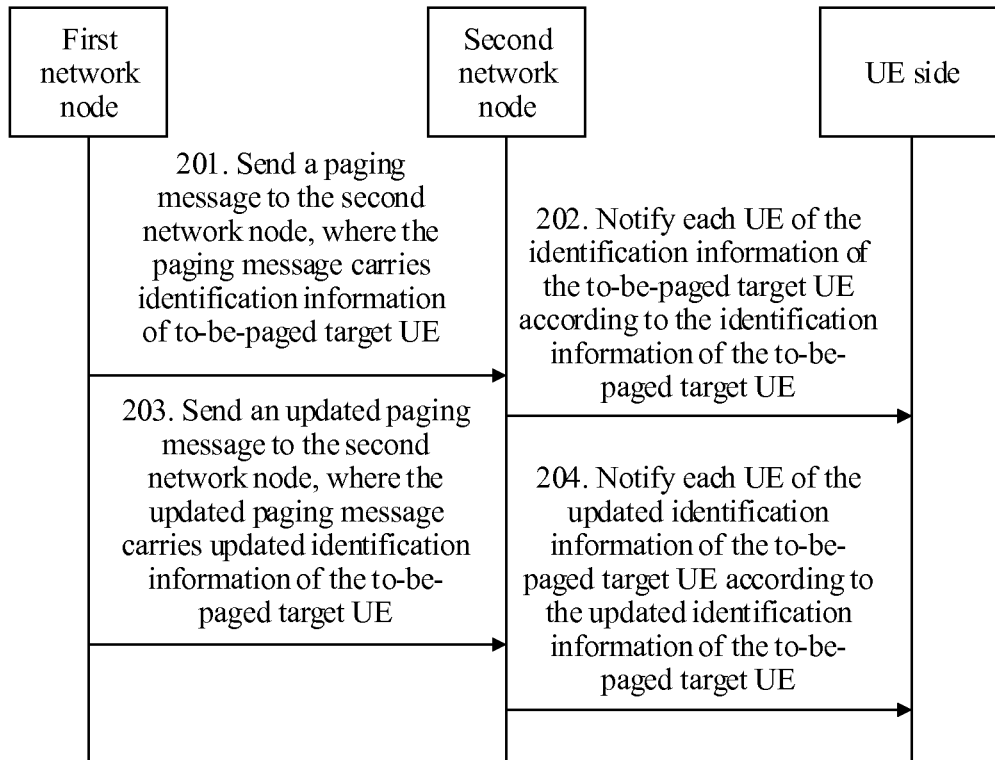 First
network
node
Second
network
node
UE side
201. Send a paging
message to the second
network node, where the
paging message carries
identification information
of to-be-paged target UE
202. Notify each UE of the
identification information of
the to-be-paged target UE
according to the identification
information of the to-be-
paged target UE
203. Send an updated paging
message to the second
network node, where the
updated paging message
carries updated identification
information of the to-be-
paged target UE
204. Notify each UE of the
updated identification
information of the to-be-
paged target UE according to
the updated identification
information of the to-be-
paged target UE